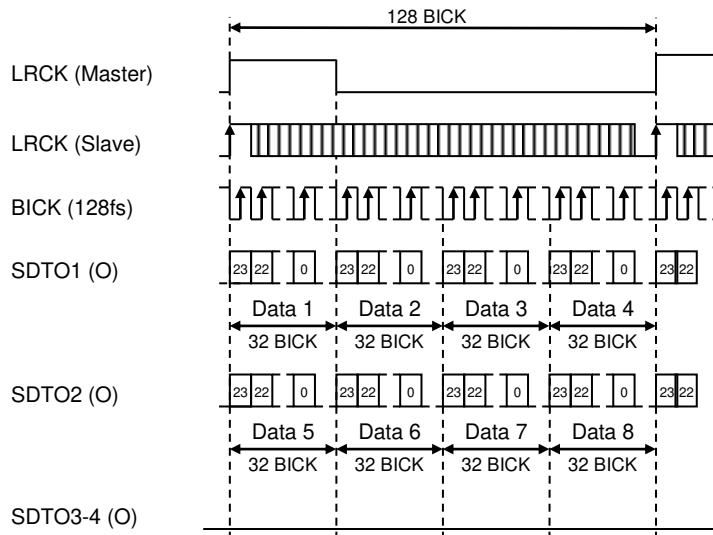 128 BICK
LRCK (Master)
LRCK (Slave)
BICK (128fs)
SDTO1 (O)
23 22 0 23 22 0 23 22 0 23 22 0 23 22
Data 1 Data 2 Data 3 Data 4
32 BICK 32 BICK 32 BICK 32 BICK
SDTO2 (O)
23 22 0 23 22 0 23 22 0 23 22 0 23 22
Data 5 Data 6 Data 7 Data 8
32 BICK 32 BICK 32 BICK 32 BICK
SDTO3-4 (O)